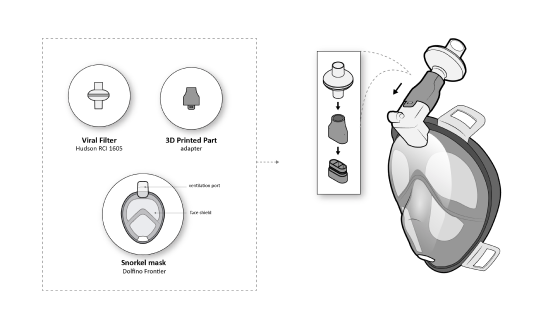 Viral Filter
Hudson RCI 1605
3D Printed Part
adapter
ventilation port
face shield
Snorkel mask
Dolfino Frontier